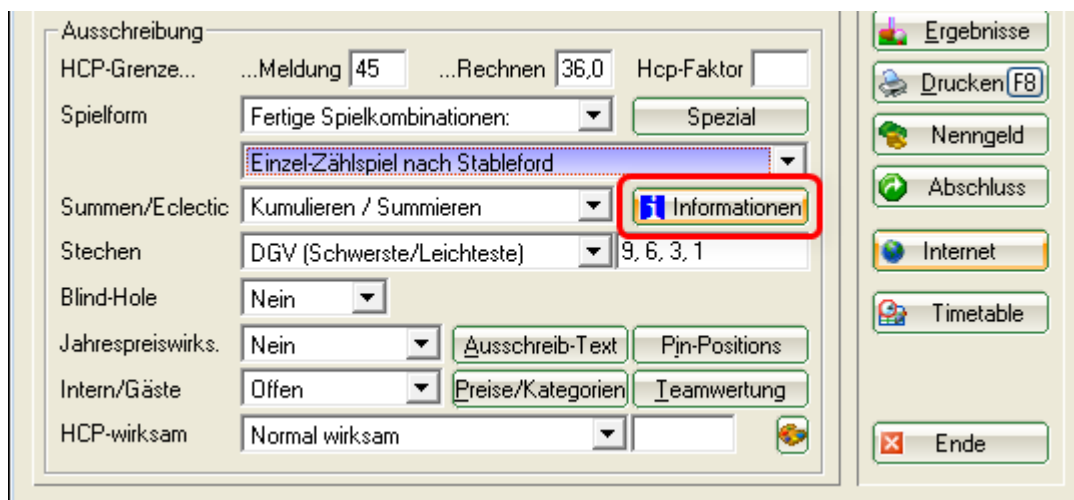 Ausschreibung
HCP-Grenze... ...Meldung 45 ...Rechnen 36,0 Hcp-Faktor
Spielform Fertige Spielkombinationen: Spezial
Einzel-Zählspiel nach Stableford
Summen/Eclectic Kumulieren / Summieren Informationen
Stechen DGV (Schwerste/Leichteste) 9, 6, 3, 1
Blind-Hole Nein
Jahrespreiswirks. Nein Ausschreib-Text Pin-Positions
Intern/Gäste Offen Preise/Kategorien Teamwertung
HCP-wirksam Normal wirksam
Ergebnisse
Drucken F8
Nenngeld
Abschluss
Internet
Timetable
Ende